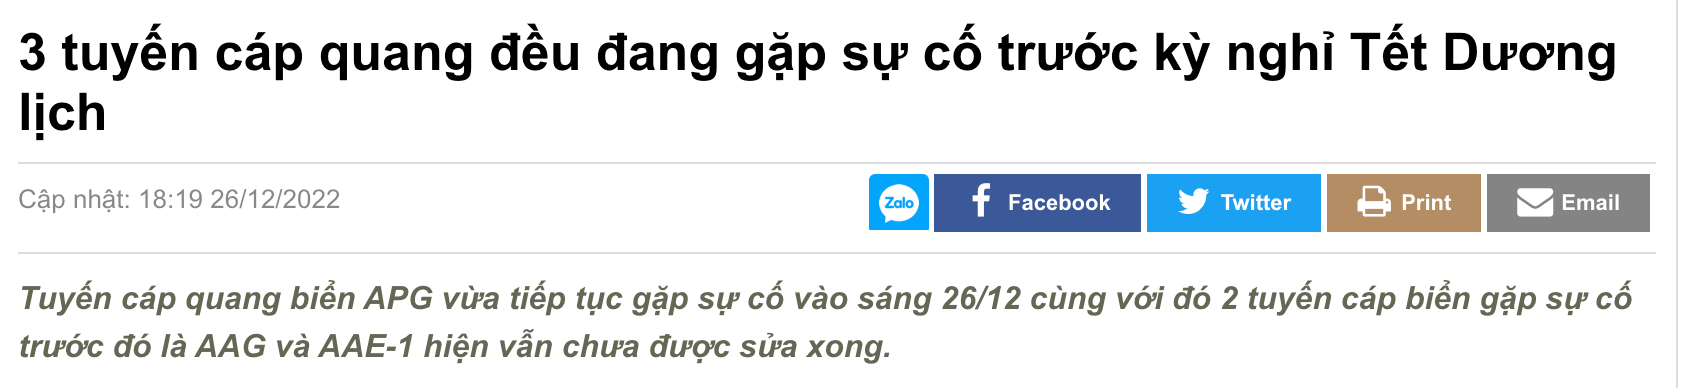 3 tuyến cáp quang đều đang gặp sự cố trước kỳ nghỉ Tết Dương
lịch
Cập nhật: 18:19 26/12/2022
Zalo Facebook Twitter Print Email
Tuyến cáp quang biển APG vừa tiếp tục gặp sự cố vào sáng 26/12 cùng với đó 2 tuyến cáp biển gặp sự cố
trước đó là AAG và AAE-1 hiện vẫn chưa được sửa xong.